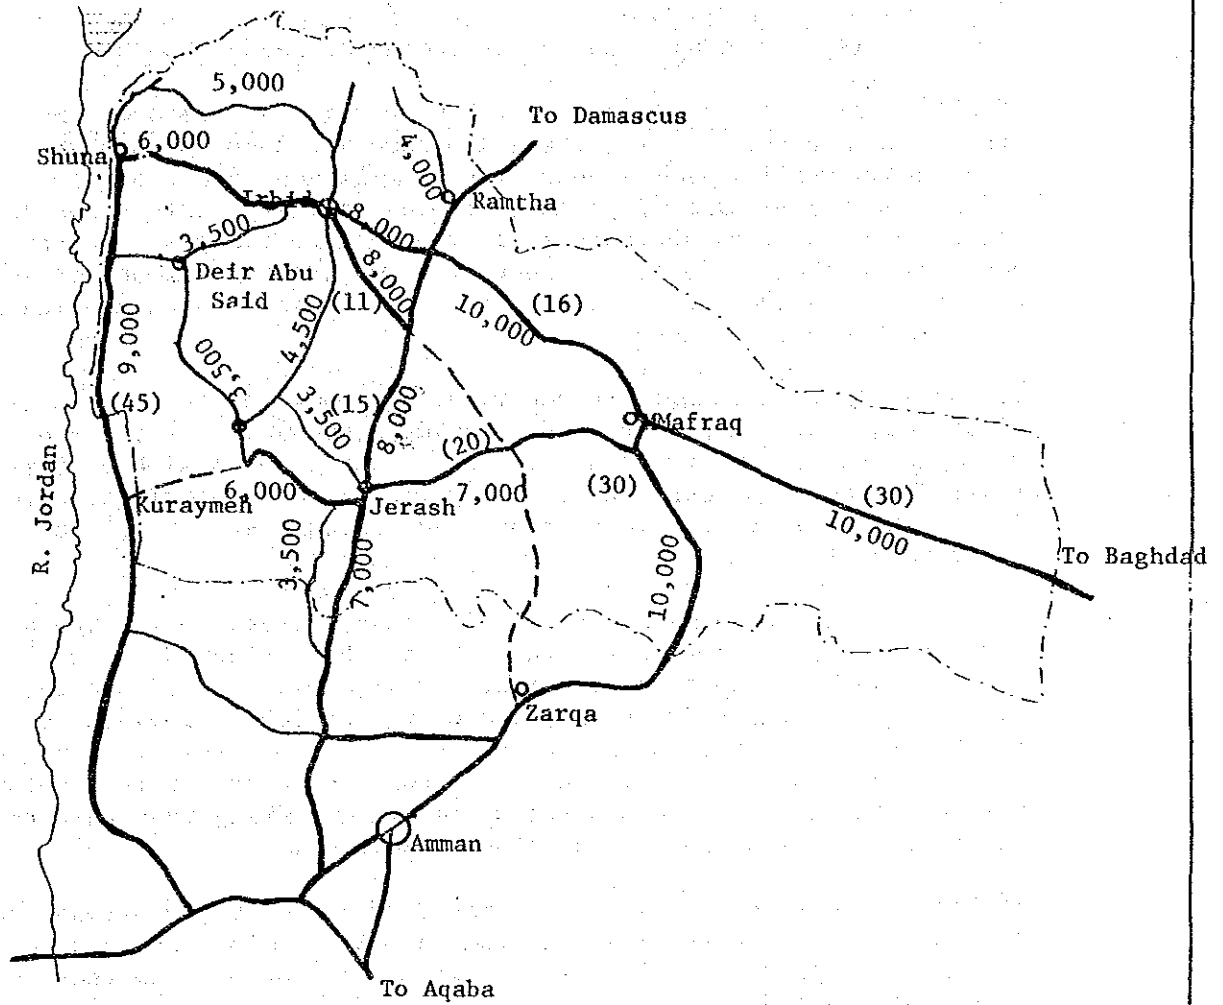 5,000
To Damascus
6,000
4,000
Shuna
Irbid
Ramtha
8,000
3,500
Deir Abu
Said
8,000
(11)
(16)
10,000
4,500
9,000
3,500
(45)
3,500
(15)
8,000
Mafraq
(20)
(30)
(30)
6,000
7,000
Kuraymeh
Jerash
10,000
R. Jordan
3,500
7,000
10,000
To Baghdad
Zarqa
Amman
To Aqaba